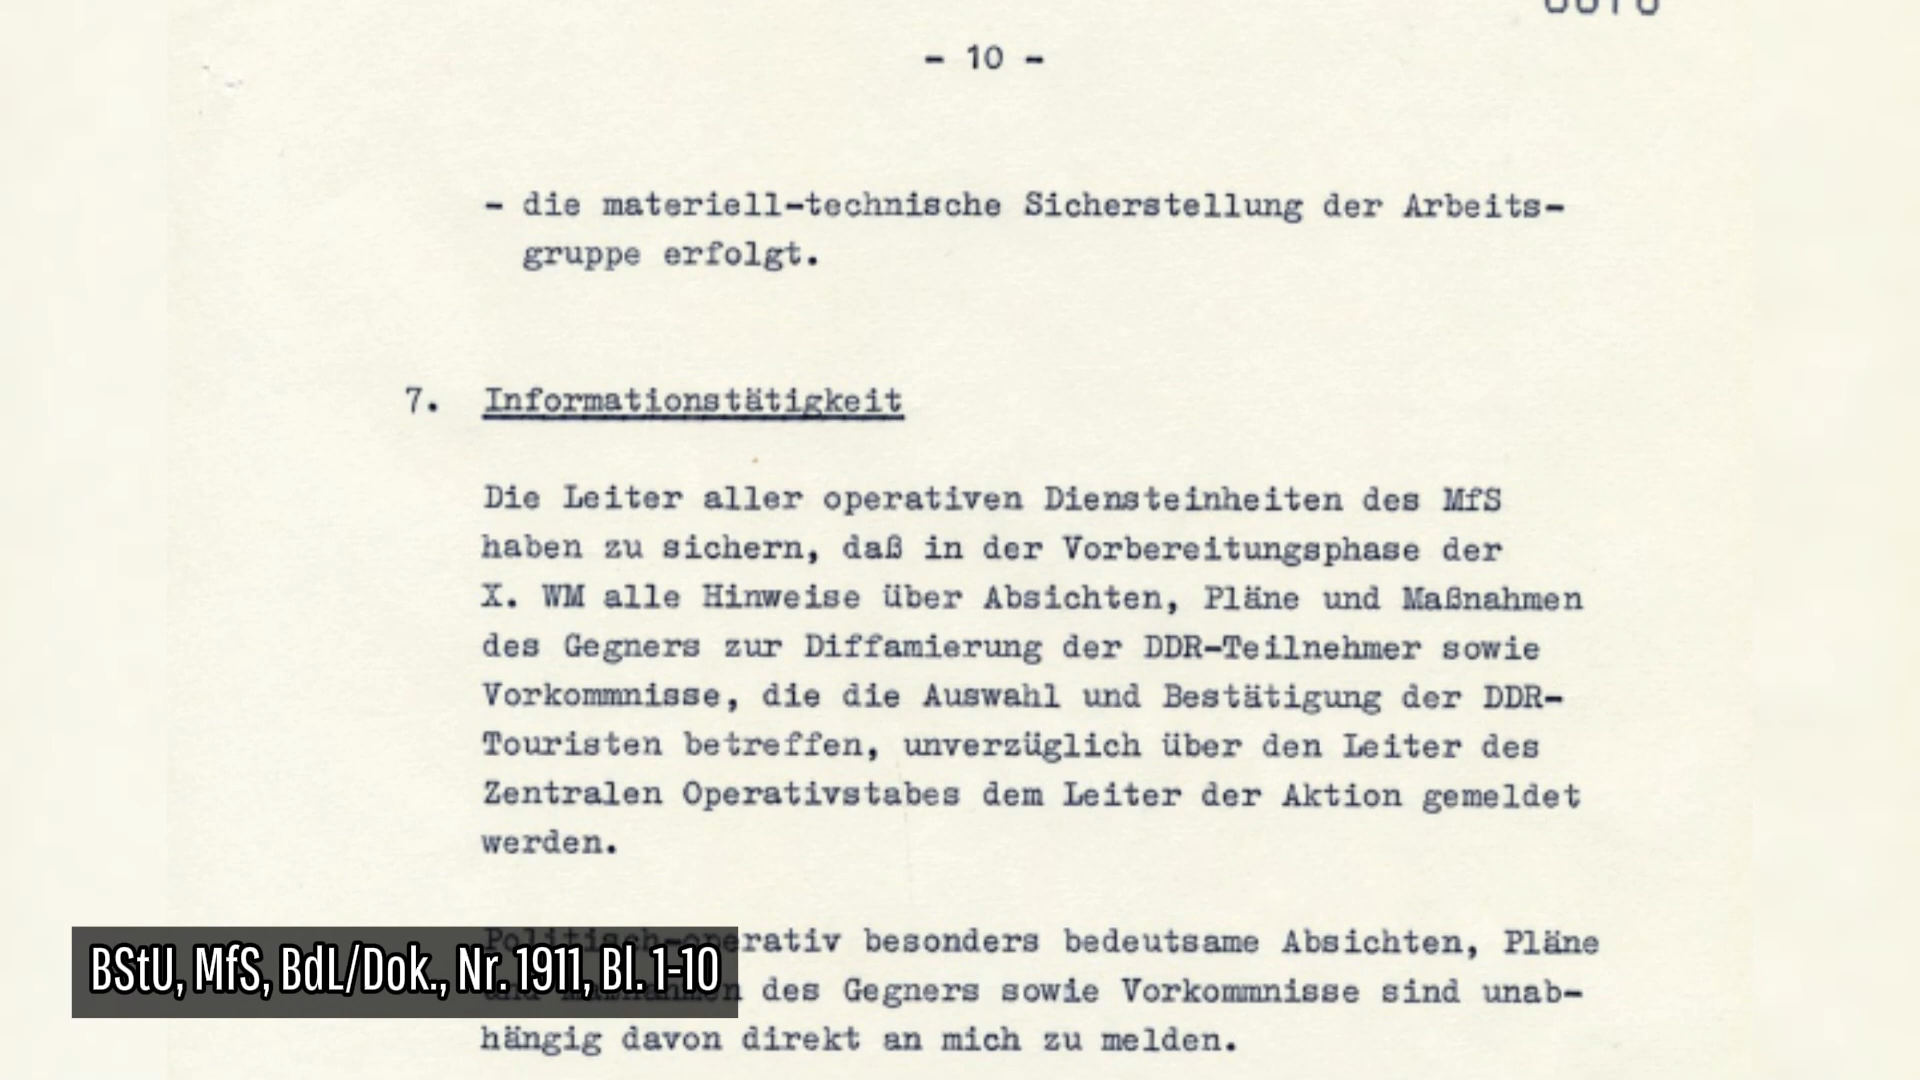 - 10 -
- die materiell-technische Sicherstellung der Arbeits-
gruppe erfolgt.
7. Informationstätigkeit
Die Leiter aller operativen Diensteinheiten des MfS
haben zu sichern, daß in der Vorbereitungsphase der
X. WM alle Hinweise über Absichten, Pläne und Maßnahmen
des Gegners zur Diffamierung der DDR-Teilnehmer sowie
Vorkommnisse, die die Auswahl und Bestätigung der DDR-
Touristen betreffen, unverzüglich über den Leiter des
Zentralen Operativstabes dem Leiter der Aktion gemeldet
werden.
Politisch-operativ besonders bedeutsame Absichten, Pläne
und Maßnahmen des Gegners sowie Vorkommnisse sind unab-
hängig davon direkt an mich zu melden.
BStU, MfS, BdL/Dok., Nr. 1911, Bl. 1-10